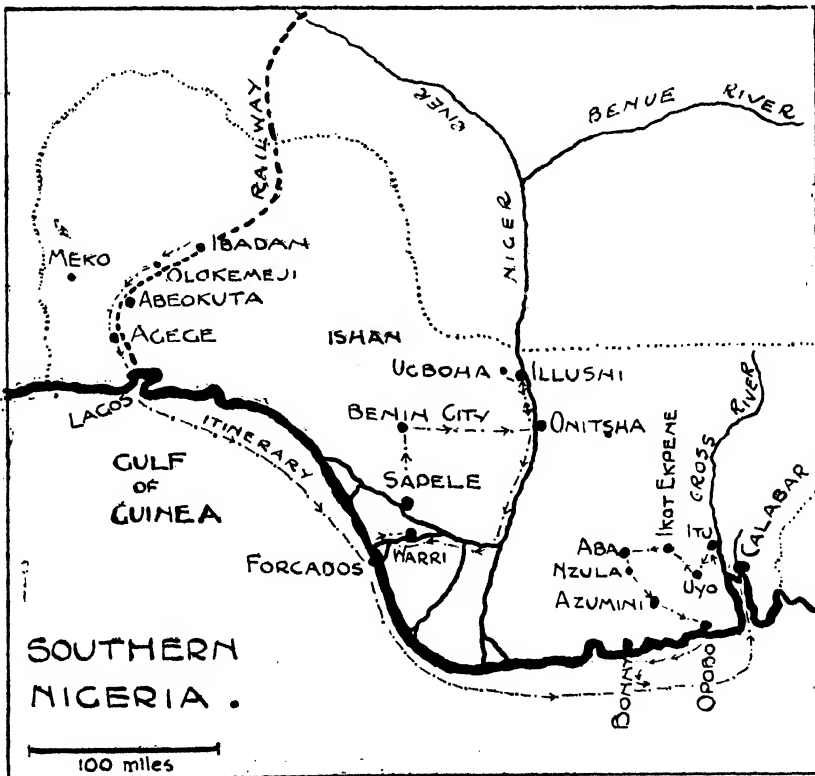 RIVER
BENUE RIVER
RAILWAY
NIGER
MEKO
IBADAN
OLOKEMEJI
ABEOKUTA
AGEGE
ISHAN
UGBOHA
ILLUSHI
LAGOS
BENIN CITY
ONITSHA
ITINERARY
GULF
OF
GUINEA
SAPELE
IKOT EKPENE
CROSS RIVER
ITU
CALABAR
FORCADOS
WARRI
ABA
NZULA
UYO
AZUMINI
BONNY
OPOBO
SOUTHERN
NIGERIA.
100 miles